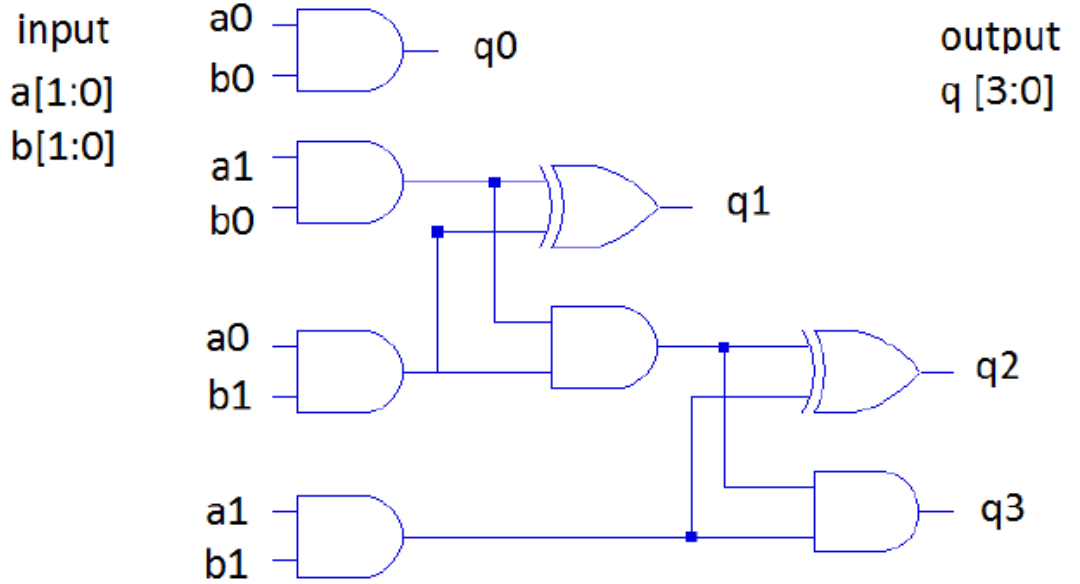 input
a[1:0]
b[1:0]
a0
b0
q0
output
q [3:0]
a1
b0
q1
a0
b1
q2
a1
b1
q3